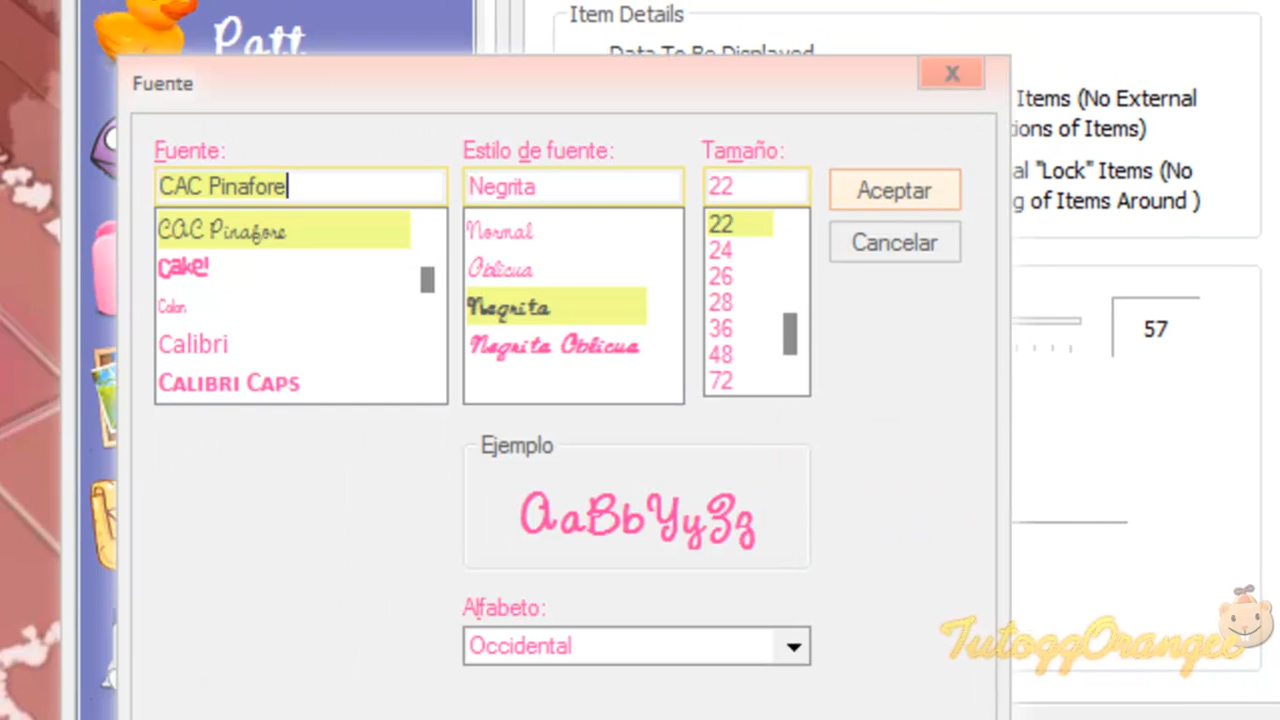 Item Details
Patt
Data To Be Displayed
Fuente
X
Items (No External
ions of Items)
al "Lock" Items (No
g of Items Around )
57
Fuente:
CAC Pinafore
CAC Pinafore
Cake!
Calibri
CALIBRI CAPS
Estilo de fuente:
Negrita
Normal
Oblicua
Negrita
Negrita Oblicua
Tamaño:
22
22
24
26
28
36
48
72
Aceptar
Cancelar
Ejemplo
AaBbYyZz
Alfabeto:
Occidental